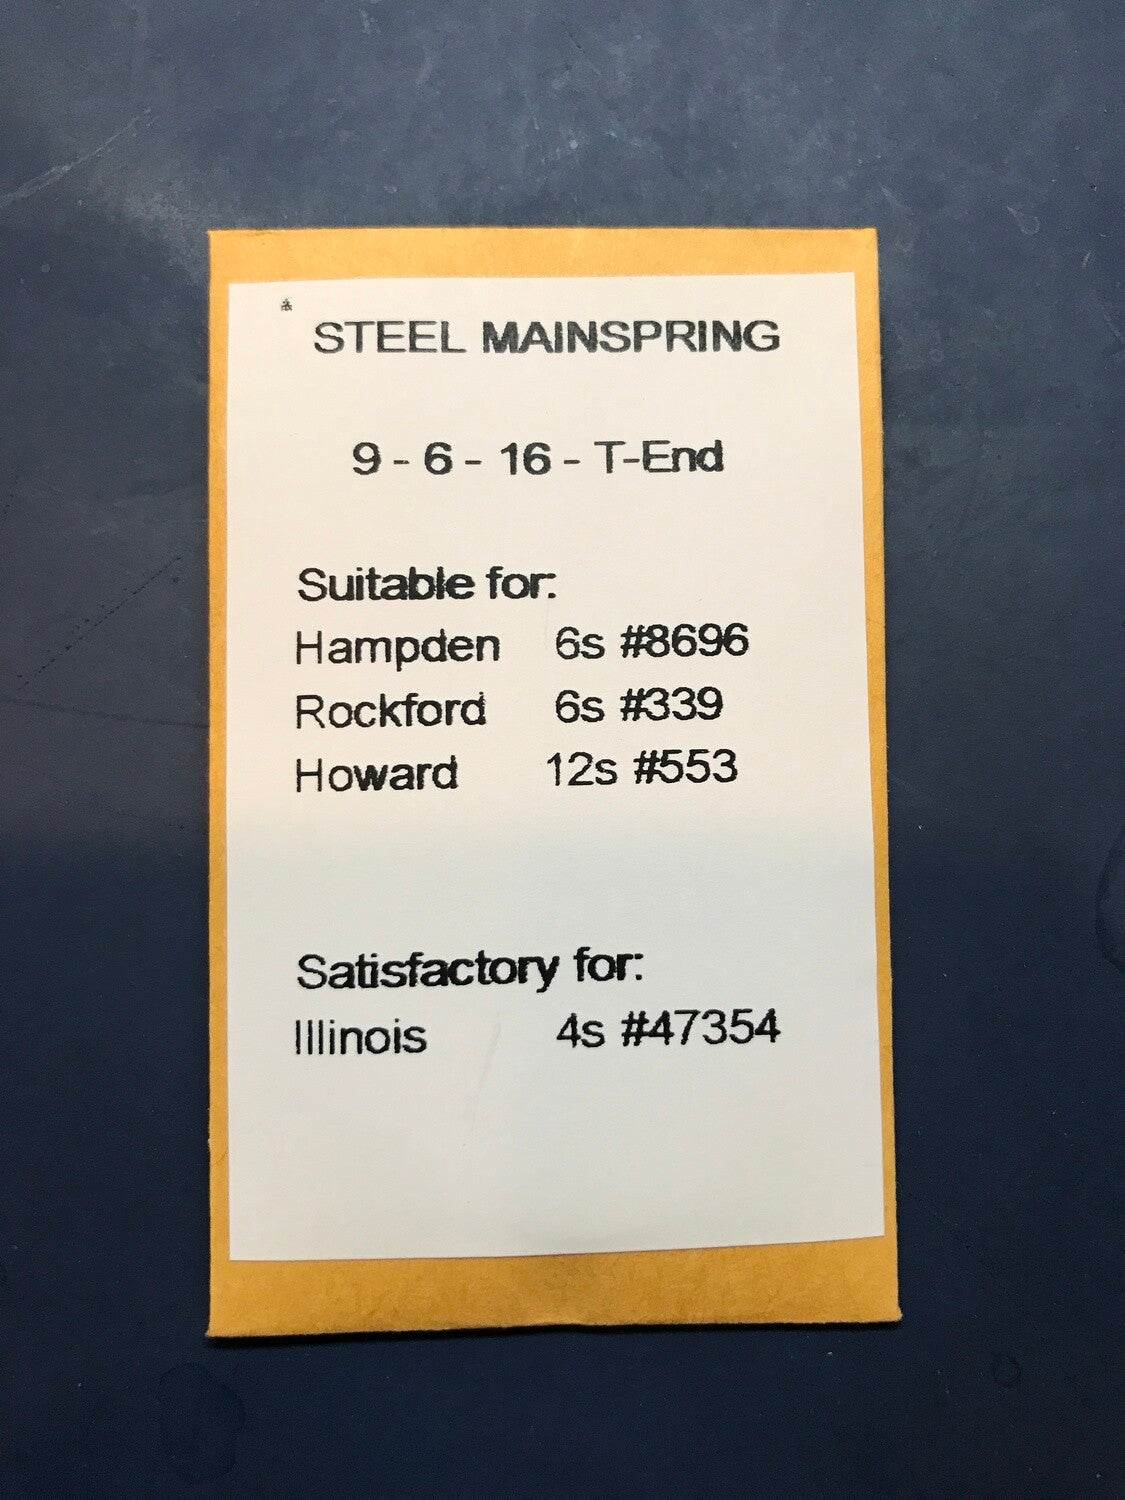 STEEL MAINSPRING
9 - 6 - 16 - T-End
Suitable for:
Hampden 6s #8696
Rockford 6s #339
Howard 12s #553
Satisfactory for:
Illinois 4s #47354